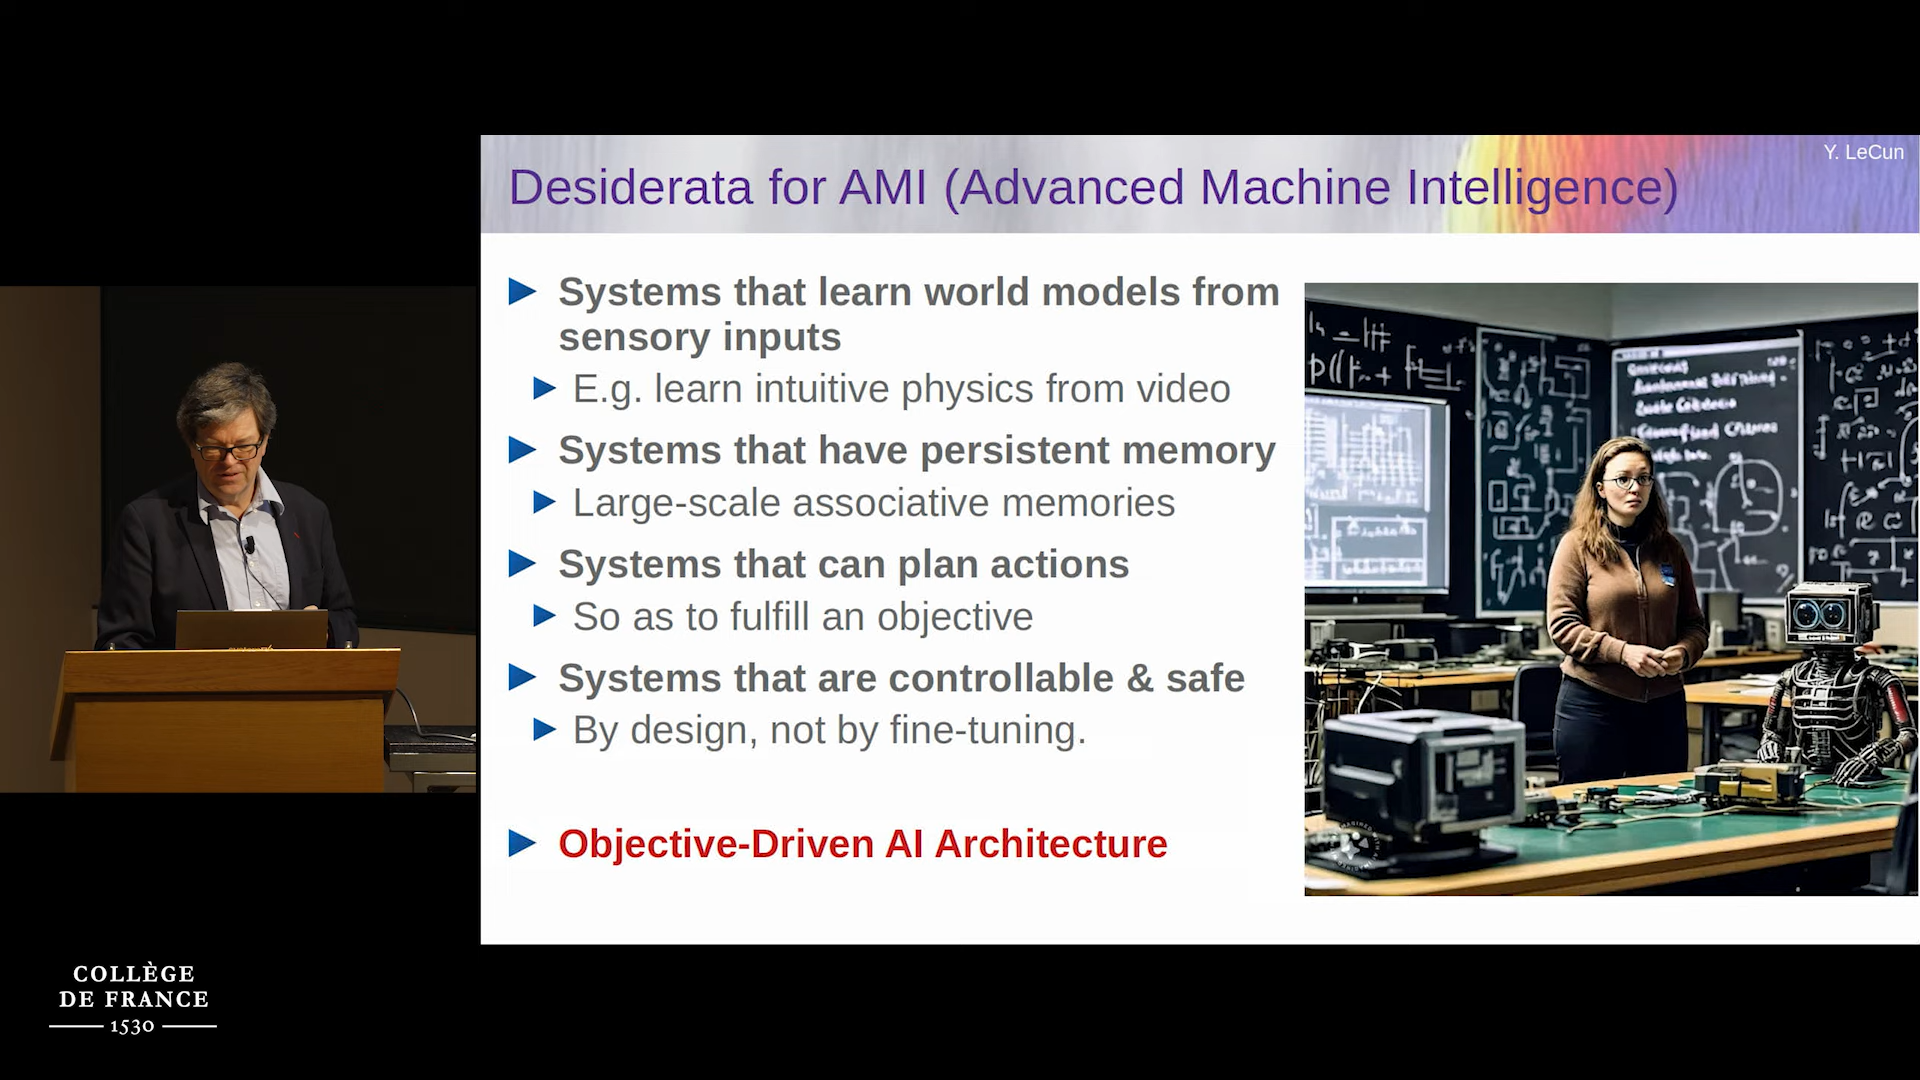 Y. LeCun
Desiderata for AMI (Advanced Machine Intelligence)
Systems that learn world models from
sensory inputs
E.g. learn intuitive physics from video
Systems that have persistent memory
Large-scale associative memories
Systems that can plan actions
So as to fulfill an objective
Systems that are controllable & safe
By design, not by fine-tuning.
Objective-Driven AI Architecture
COLLÈGE
DE FRANCE
1530